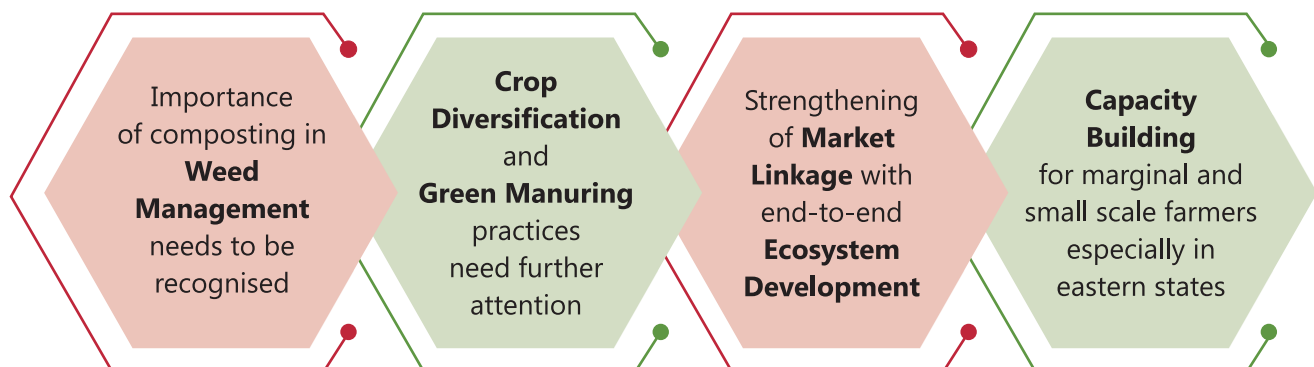 Importance
of composting in
Weed
Management
needs to be
recognised
Crop
Diversification
and
Green Manuring
practices
need further
attention
Strengthening
of Market
Linkage with
end-to-end
Ecosystem
Development
Capacity
Building
for marginal and
small scale farmers
especially in
eastern states